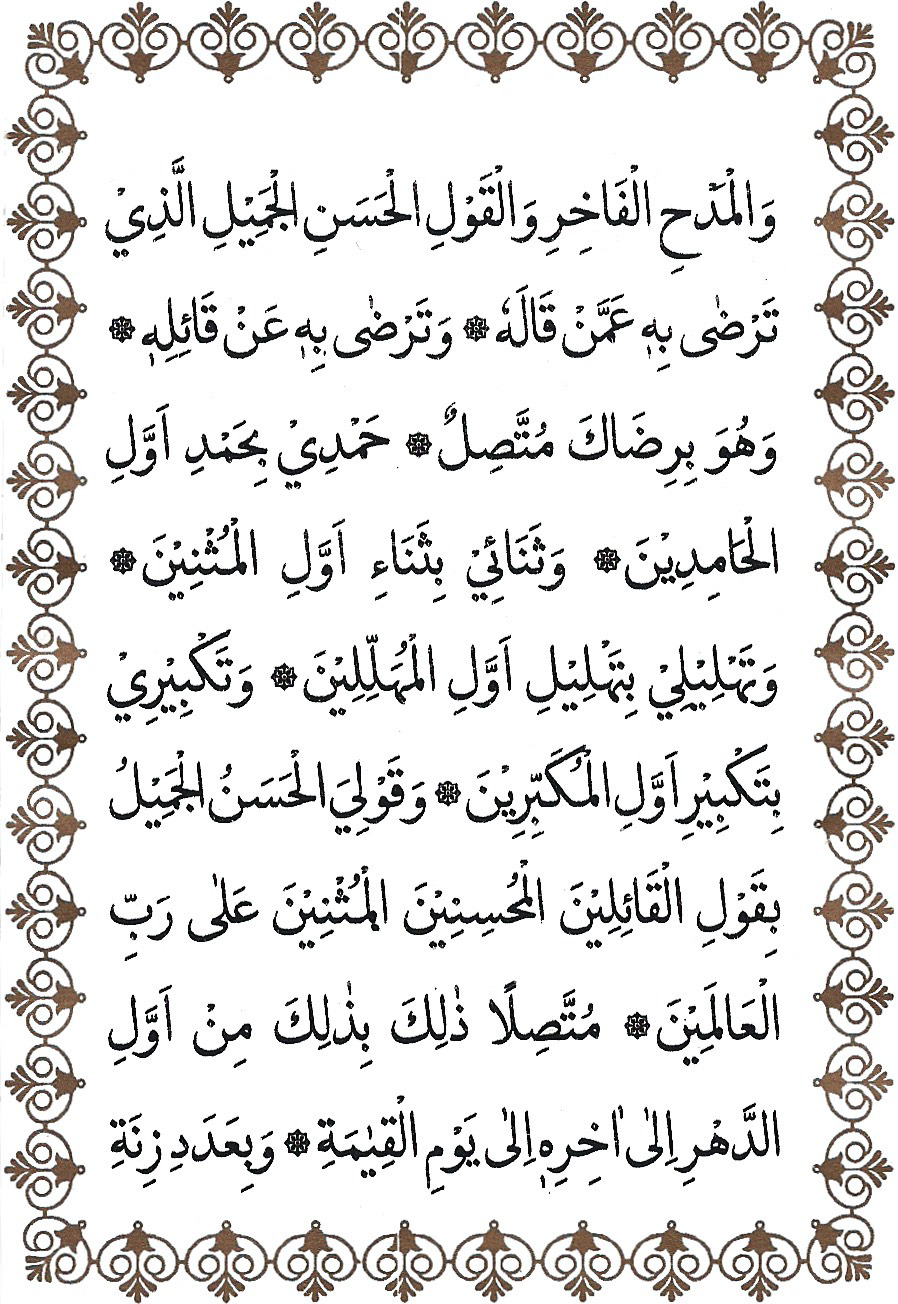 وَالْمَدْحِ الْفَاخِرِ وَالْقَوْلِ الْحَسَنِ الْجَمِيْلِ الَّذِيْ
تَرْضٰى بِهٖ عَمَّنْ قَالَهٗ ۞ وَتَرْضٰى بِهٖ عَنْ قَائِلِهٖ ۞
وَهُوَ بِرِضَاكَ مُتَّصِلٌ ۞ حَمْدِيْ بِحَمْدِ اَوَّلِ
الْحَامِدِيْنَ ۞ وَثَنَائِيْ بِثَنَاءِ اَوَّلِ الْمُثْنِيْنَ ۞
وَتَهْلِيْلِيْ بِتَهْلِيْلِ اَوَّلِ الْمُهَلِّلِيْنَ ۞ وَتَكْبِيْرِيْ
بِتَكْبِيْرِ اَوَّلِ الْمُكَبِّرِيْنَ ۞ وَقَوْلِيَ الْحَسَنُ الْجَمِيْلُ
بِقَوْلِ الْقَائِلِيْنَ الْمُحْسِنِيْنَ الْمُثْنِيْنَ عَلٰى رَبِّ
الْعَالَمِيْنَ ۞ مُتَّصِلًا ذٰلِكَ بِذٰلِكَ مِنْ اَوَّلِ
الدَّهْرِ اِلٰى اٰخِرِهٖ اِلٰى يَوْمِ الْقِيٰمَةِ ۞ وَبِعَدَدِ زِنَةِ